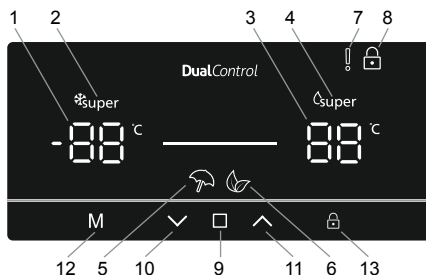 1 2 3 4 7 8
DualControl
super super
-88 °C 88 °C
M
12 5 10 9 11 6 13